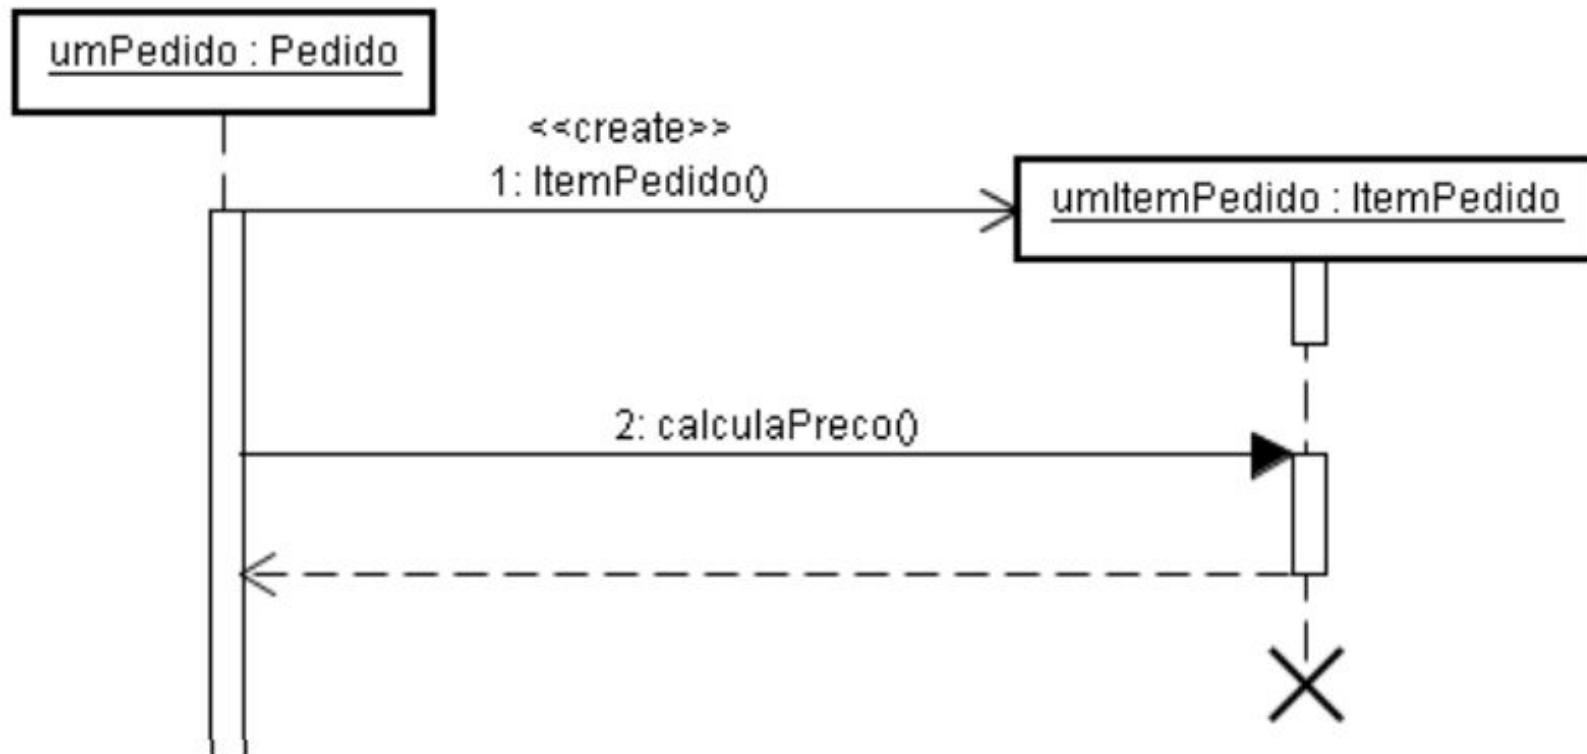 umPedido : Pedido
<<create>>
1: ItemPedido()
umItemPedido : ItemPedido
2: calculaPreco()